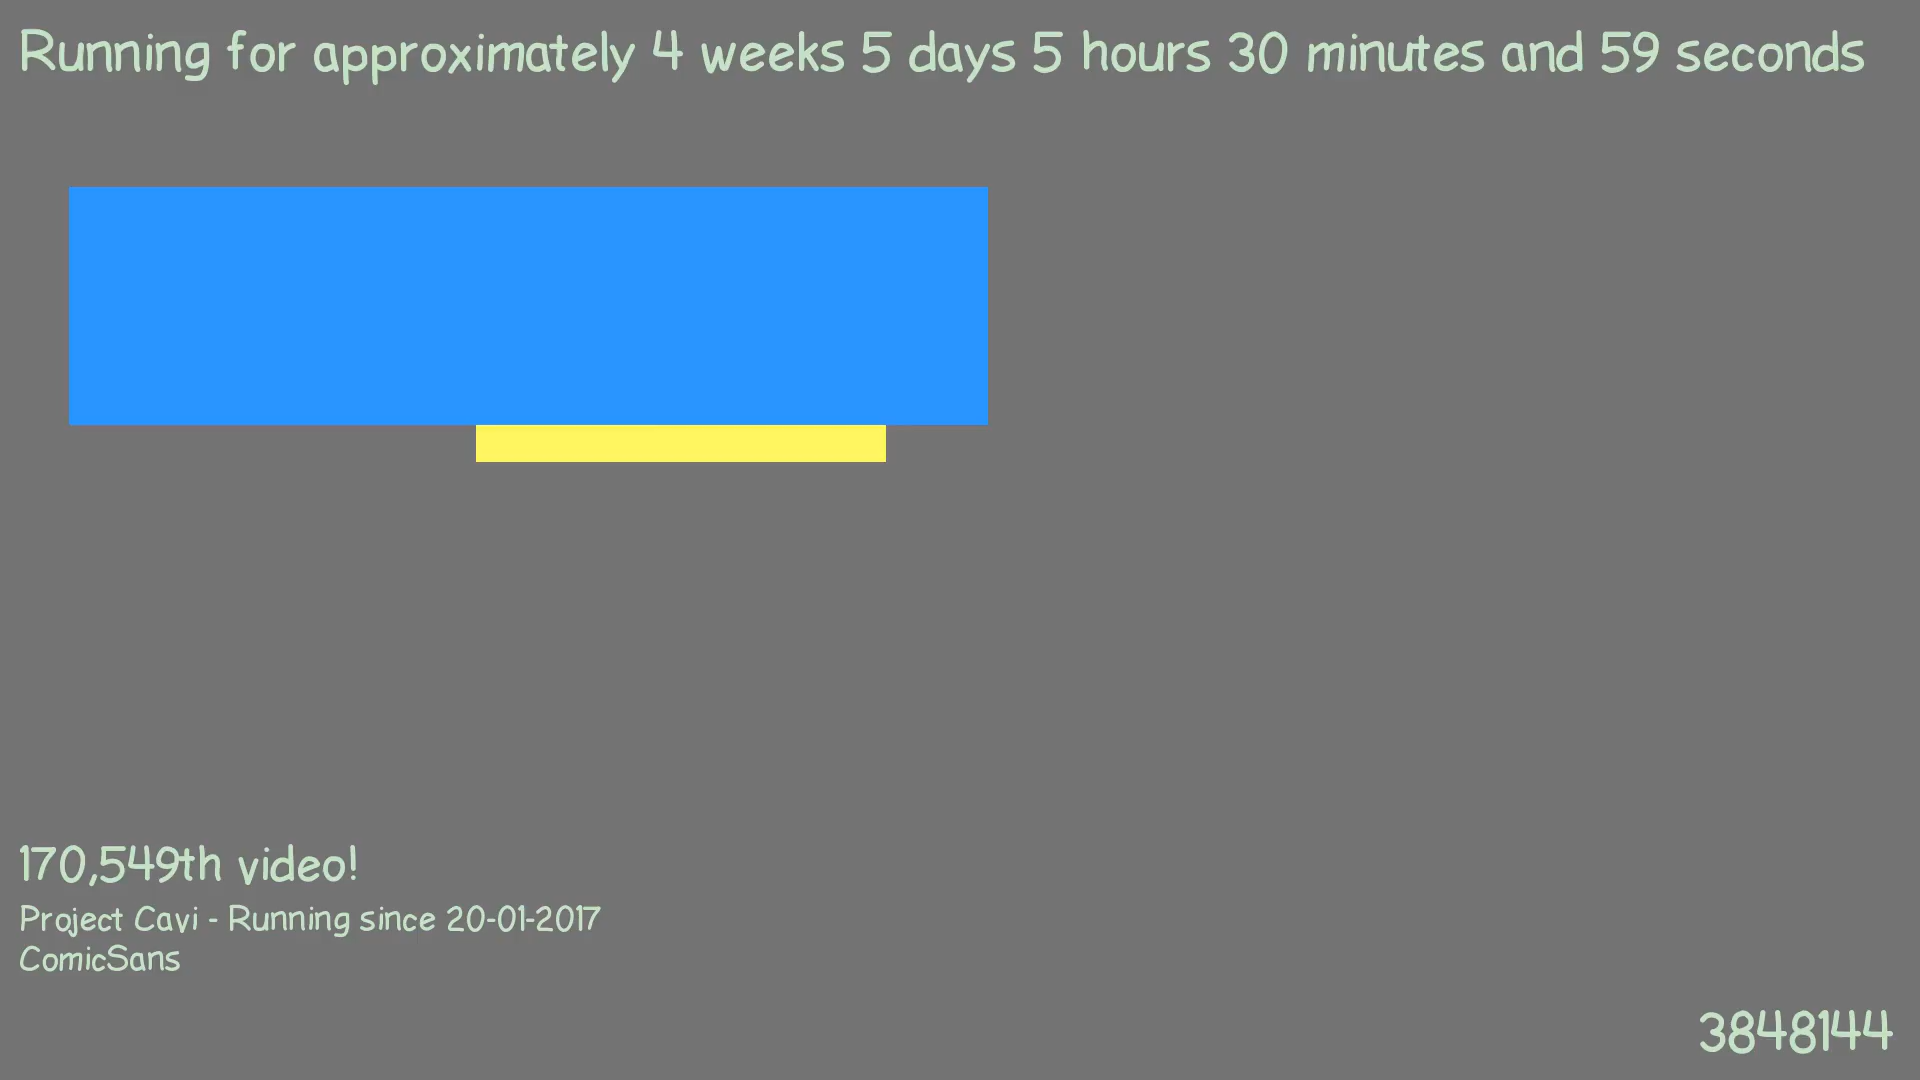 Running for approximately 4 weeks 5 days 5 hours 30 minutes and 59 seconds
170,549th video!
Project Cavi - Running since 20-01-2017
ComicSans
3848144